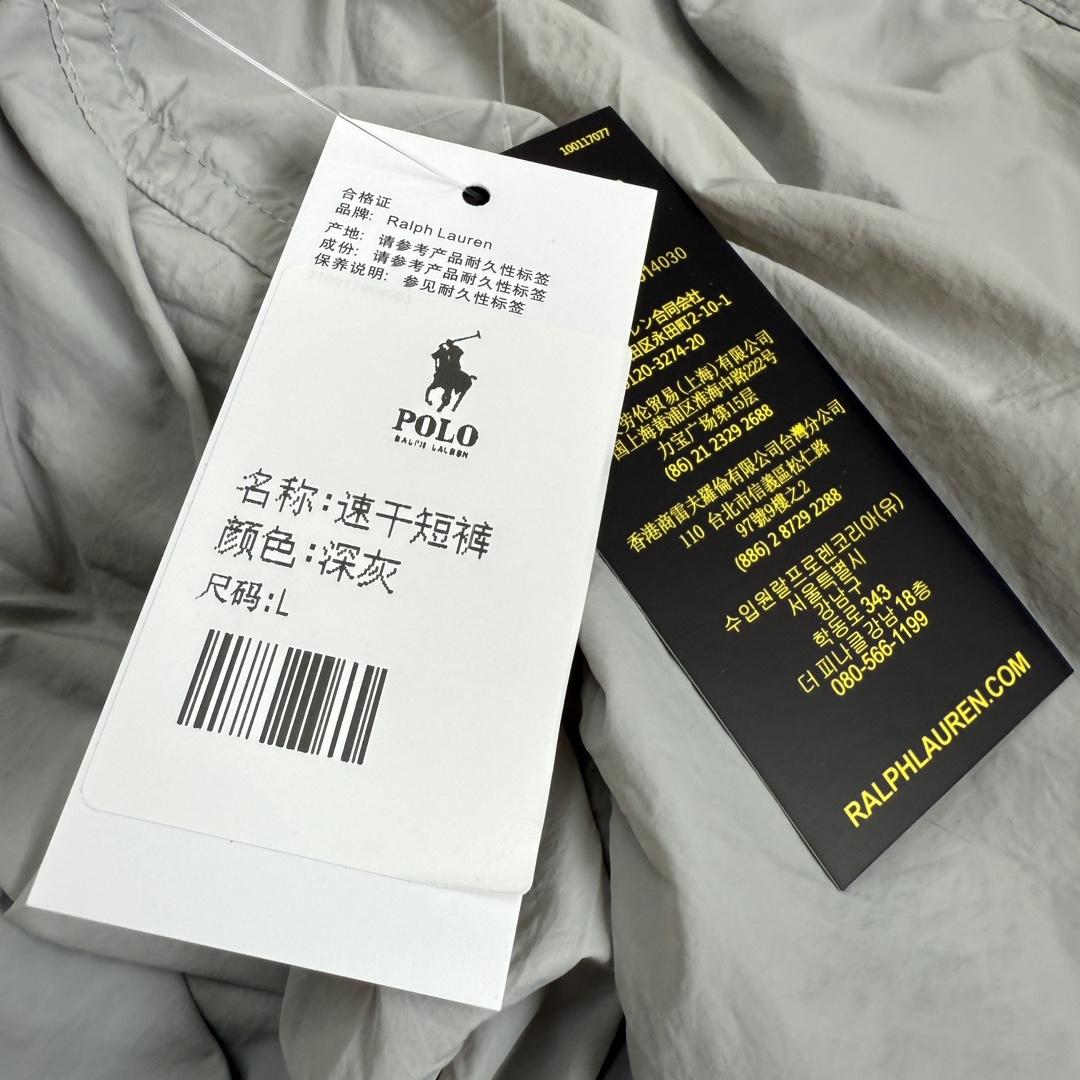 合格证
品牌: Ralph Lauren
产地: 请参考产品耐久性标签
成份: 请参考产品耐久性标签
保养说明: 参见耐久性标签
POLO
RALPH LAUREN
名称:速干短裤
颜色:深灰
尺码:L
100117077
014030
レン合同会社
田区永田町2-10-1
0120-3274-20
劳伦贸易(上海)有限公司
国上海黄浦区淮海中路222号
力宝广场第15层
(86) 21 2329 2688
香港商雷夫羅倫有限公司台灣分公司
110 台北市信義區松仁路
97號9樓之2
(886) 2 8729 2288
수입원랄프로렌코리아(유)
서울특별시
강남구
학동로 343
더 피나클강남 18층
080-566-1199
RALPHLAUREN.COM